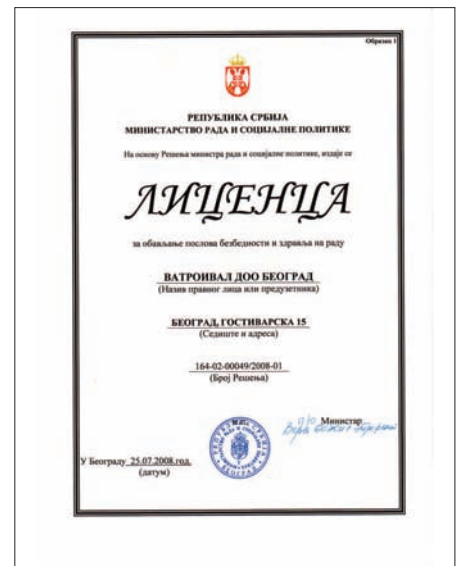 Образац 1
РЕПУБЛИКА СРБИЈА
МИНИСТАРСТВО РАДА И СОЦИЈАЛНЕ ПОЛИТИКЕ
На основу Решења министра рада и социјалне политике, издаје се
ЛИЦЕНЦА
за обављање послова безбедности и здравља на раду
ВАТРОИВАЛ ДОО БЕОГРАД
(Назив правног лица или предузетника)
БЕОГРАД, ГОСТИВАРСКА 15
(Седиште и адреса)
164-02-00049/2008-01
(Број Решења)
Министар
У Београду 25.07.2008.год.
(датум)